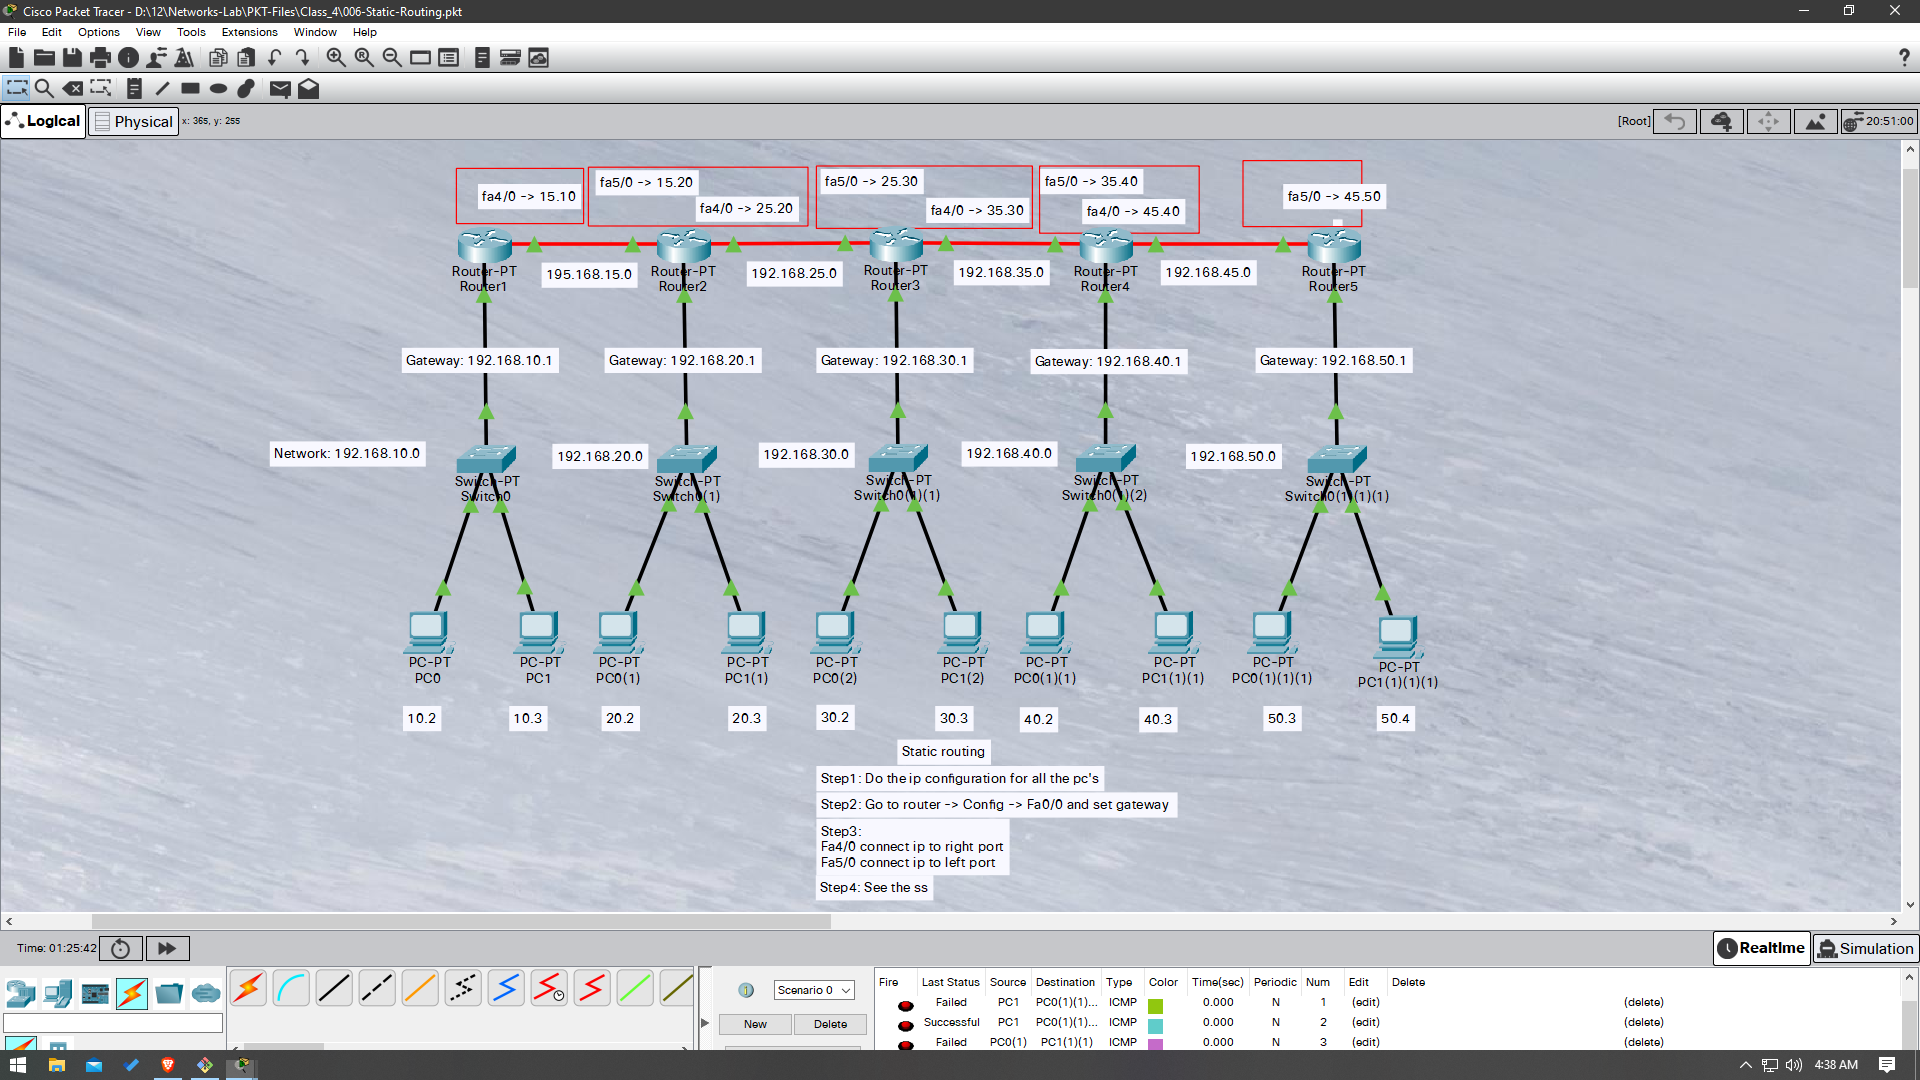 Cisco Packet Tracer - D:\12\Networks-Lab\PKT-Files\Class_4\006-Static-Routing.pkt
File Edit Options View Tools Extensions Window Help
?
Logical Physical x: 365, y: 255 [Root] 20:51:00
fa4/0 -> 15.10
fa5/0 -> 15.20
fa4/0 -> 25.20
fa5/0 -> 25.30
fa4/0 -> 35.30
fa5/0 -> 35.40
fa4/0 -> 45.40
fa5/0 -> 45.50
Router-PT
Router1
195.168.15.0
Router-PT
Router2
192.168.25.0
Router-PT
Router3
192.168.35.0
Router-PT
Router4
192.168.45.0
Router-PT
Router5
Gateway: 192.168.10.1
Gateway: 192.168.20.1
Gateway: 192.168.30.1
Gateway: 192.168.40.1
Gateway: 192.168.50.1
Network: 192.168.10.0
Switch-PT
Switch0
192.168.20.0
Switch-PT
Switch0(1)
192.168.30.0
Switch-PT
Switch0(1)(1)
192.168.40.0
Switch-PT
Switch0(1)(2)
192.168.50.0
Switch-PT
Switch0(1)(1)(1)
PC-PT
PC0
PC-PT
PC1
PC-PT
PC0(1)
PC-PT
PC1(1)
PC-PT
PC0(2)
PC-PT
PC1(2)
PC-PT
PC0(1)(1)
PC-PT
PC1(1)(1)
PC-PT
PC0(1)(1)(1)
PC-PT
PC1(1)(1)(1)
10.2
10.3
20.2
20.3
30.2
30.3
40.2
40.3
50.3
50.4
Static routing
Step1: Do the ip configuration for all the pc's
Step2: Go to router -> Config -> Fa0/0 and set gateway
Step3:
Fa4/0 connect ip to right port
Fa5/0 connect ip to left port
Step4: See the ss
Time: 01:25:42
Realtime Simulation
Scenario 0
New Delete
Fire Last Status Source Destination Type Color Time(sec) Periodic Num Edit Delete
Failed PC1 PC0(1)(1)... ICMP 0.000 N 1 (edit) (delete)
Successful PC1 PC0(1)(1)... ICMP 0.000 N 2 (edit) (delete)
Failed PC0(1) PC1(1)(1) ICMP 0.000 N 3 (edit) (delete)
4:38 AM